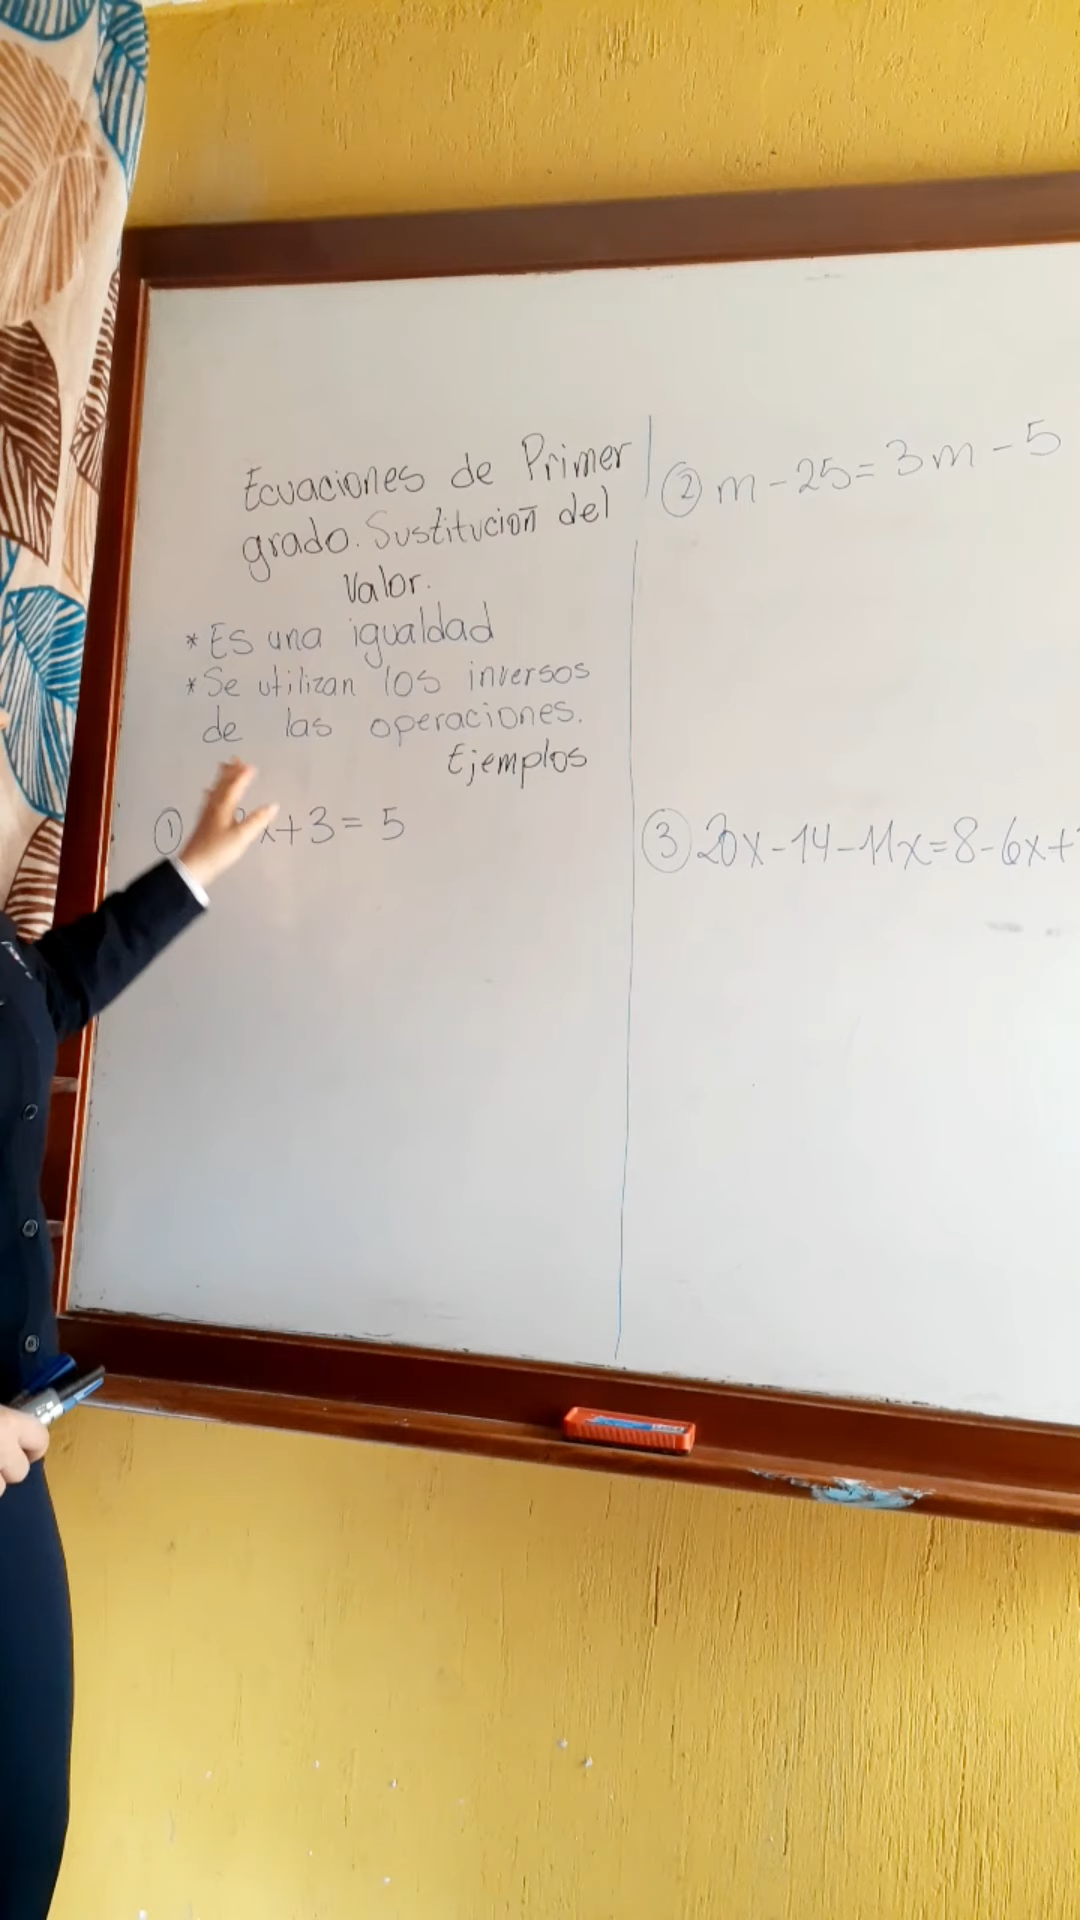 Ecuaciones de Primer
grado. Sustitución del
Valor.
* Es una igualdad
* Se utilizan los inversos
de las operaciones.
Ejemplos
① x+3=5
② m-25=3m-5
③ 20x-14-11x=8-6x+